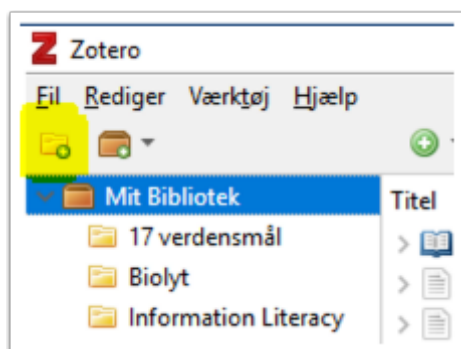 Zotero
Fil Rediger Værktøj Hjælp
Mit Bibliotek
Titel
17 verdensmål
Biolyt
Information Literacy